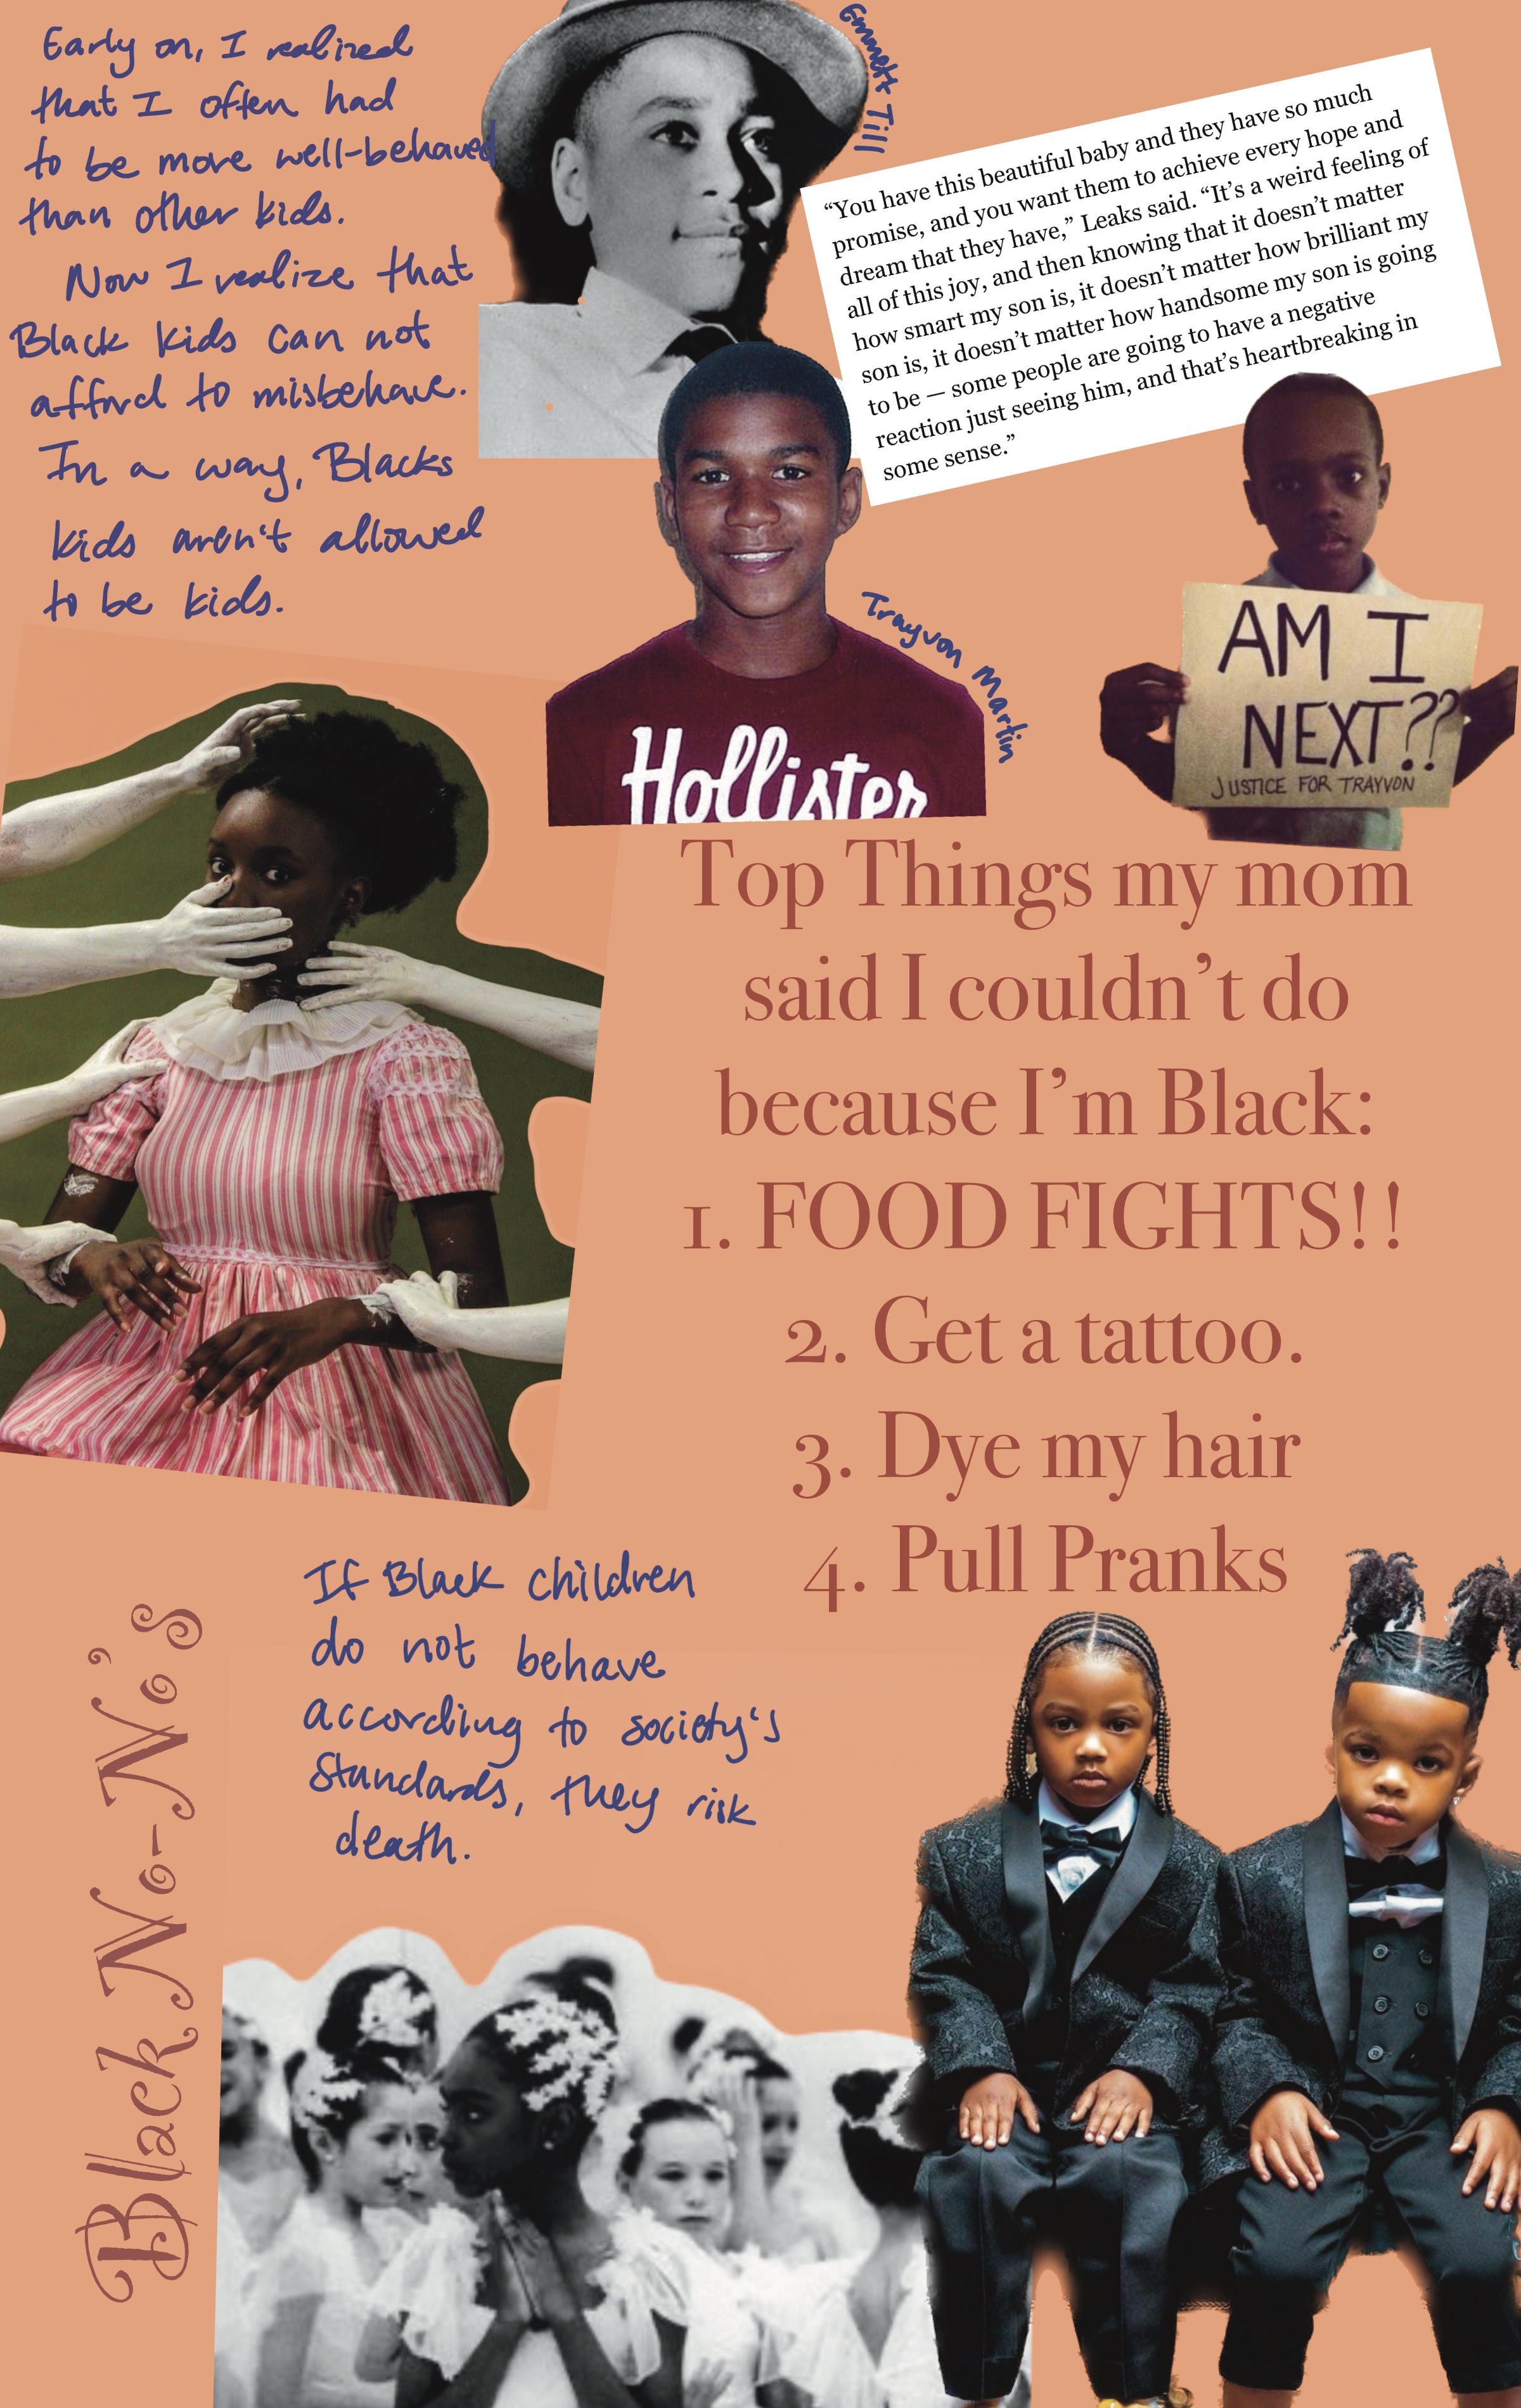 Early on, I realized
that I often had
to be more well-behaved
than other kids.
Now I realize that
Black kids can not
afford to misbehave.
In a way, Blacks
kids aren't allowed
to be kids.
Emmett Till
“You have this beautiful baby and they have so much
promise, and you want them to achieve every hope and
dream that they have,” Leaks said. “It’s a weird feeling of
all of this joy, and then knowing that it doesn’t matter
how smart my son is, it doesn’t matter how brilliant my
son is, it doesn’t matter how handsome my son is going
to be — some people are going to have a negative
reaction just seeing him, and that’s heartbreaking in
some sense.”
Trayvon Martin
Hollister
AM I
NEXT??
JUSTICE FOR TRAYVON
Top Things my mom
said I couldn’t do
because I’m Black:
1. FOOD FIGHTS!!
2. Get a tattoo.
3. Dye my hair
4. Pull Pranks
If Black children
do not behave
according to society's
standards, they risk
death.
Black No-No’s